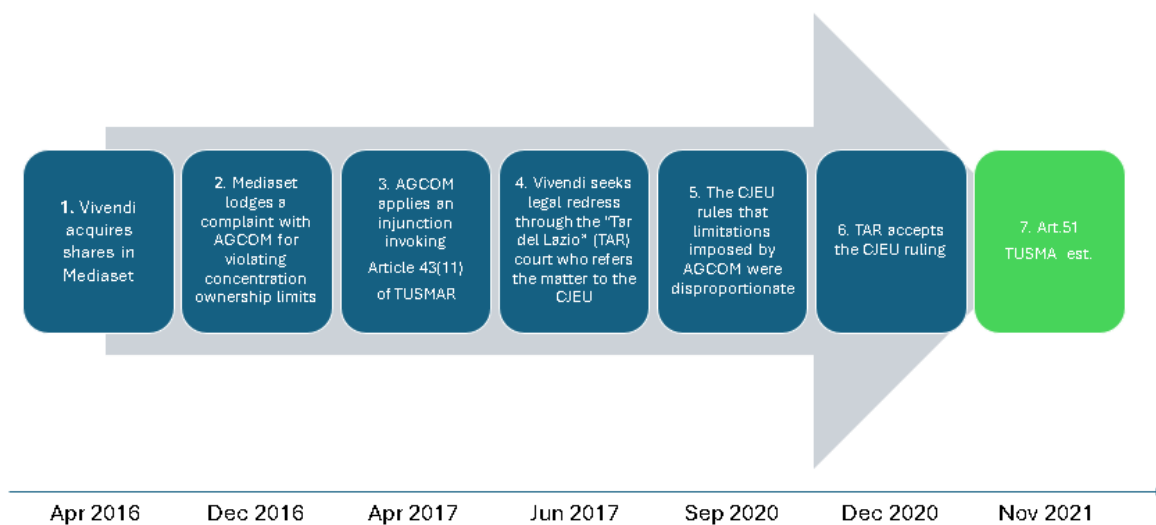 1. Vivendi
acquires
shares in
Mediaset
2. Mediaset
lodges a
complaint with
AGCOM for
violating
concentration
ownership limits
3. AGCOM
applies an
injunction
invoking
Article 43(11)
of TUSMAR
4. Vivendi seeks
legal redress
through the "Tar
del Lazio" (TAR)
court who refers
the matter to the
CJEU
5. The CJEU
rules that
limitations
imposed by
AGCOM were
disproportionate
6. TAR accepts
the CJEU ruling
7. Art.51
TUSMA est.
Apr 2016
Dec 2016
Apr 2017
Jun 2017
Sep 2020
Dec 2020
Nov 2021